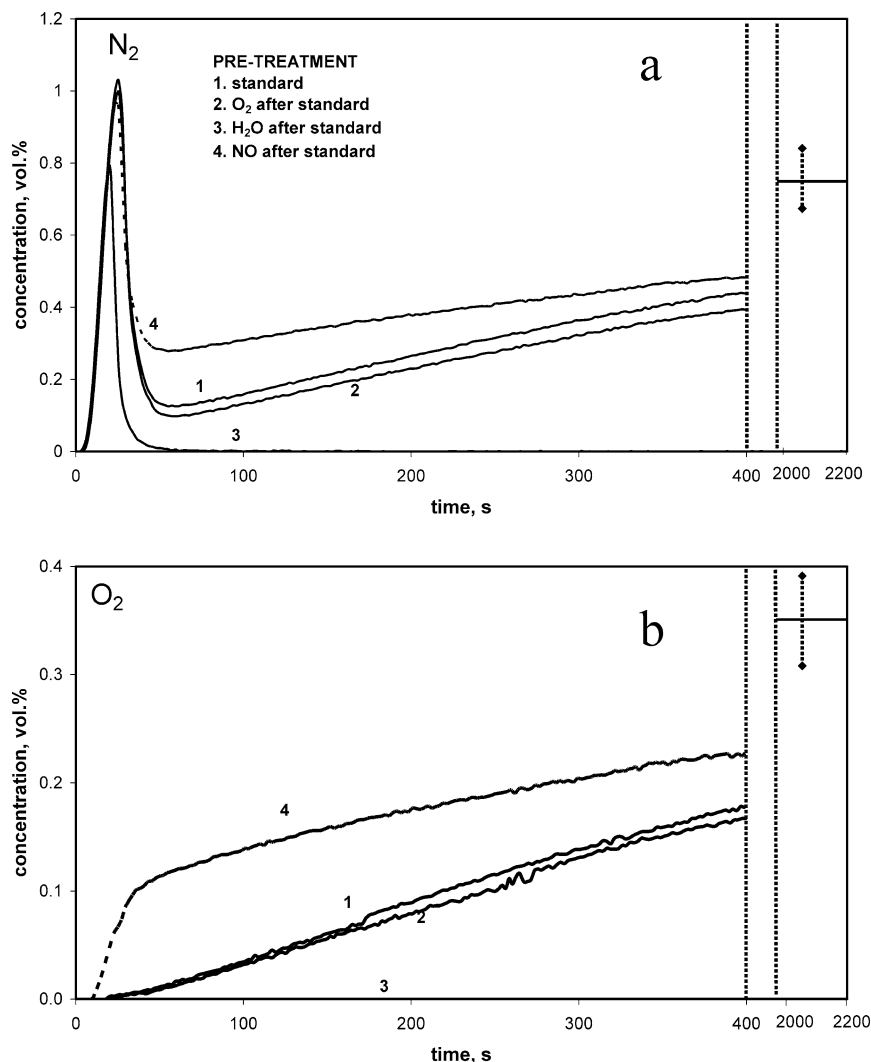 1.2
N2
a
PRE-TREATMENT
1. standard
2. O2 after standard
3. H2O after standard
4. NO after standard
1
0.8
0.6
0.4
0.2
0
concentration, vol.%
4
1
2
3
0
100
200
300
400
2000
2200
time, s
0.4
O2
b
0.3
0.2
0.1
0.0
concentration, vol.%
4
1
2
3
0
100
200
300
400
2000
2200
time, s